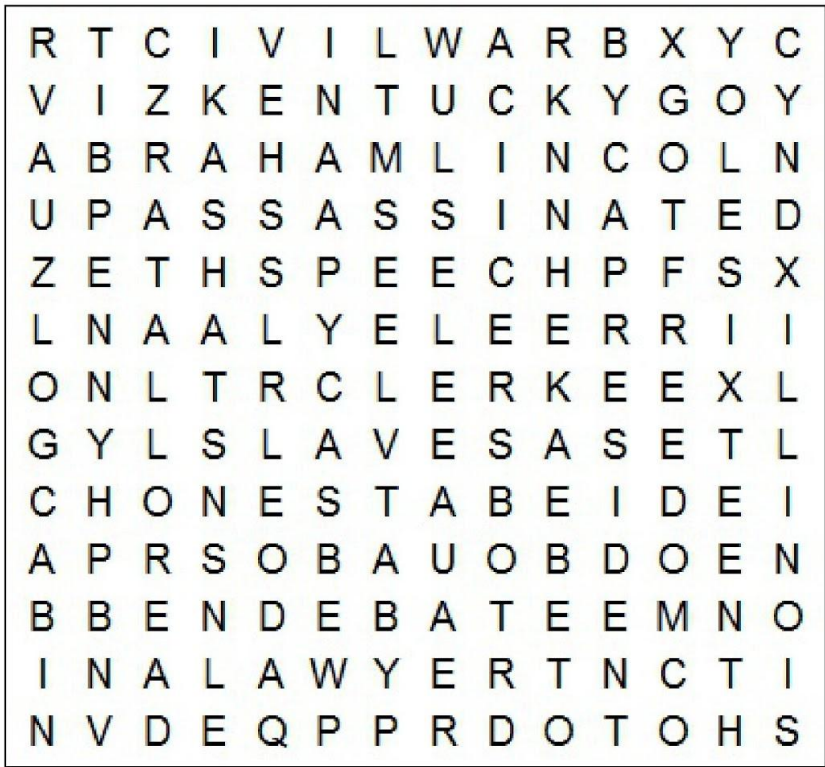 R T C I V I L W A R B X Y C
V I Z K E N T U C K Y G O Y
A B R A H A M L I N C O L N
U P A S S A S S I N A T E D
Z E T H S P E E C H P F S X
L N A A L Y E L E E R R I I
O N L T R C L E R K E E X L
G Y L S L A V E S A S E T L
C H O N E S T A B E I D E I
A P R S O B A U O B D O E N
B B E N D E B A T E E M N O
I N A L A W Y E R T N C T I
N V D E Q P P R D O T O H S